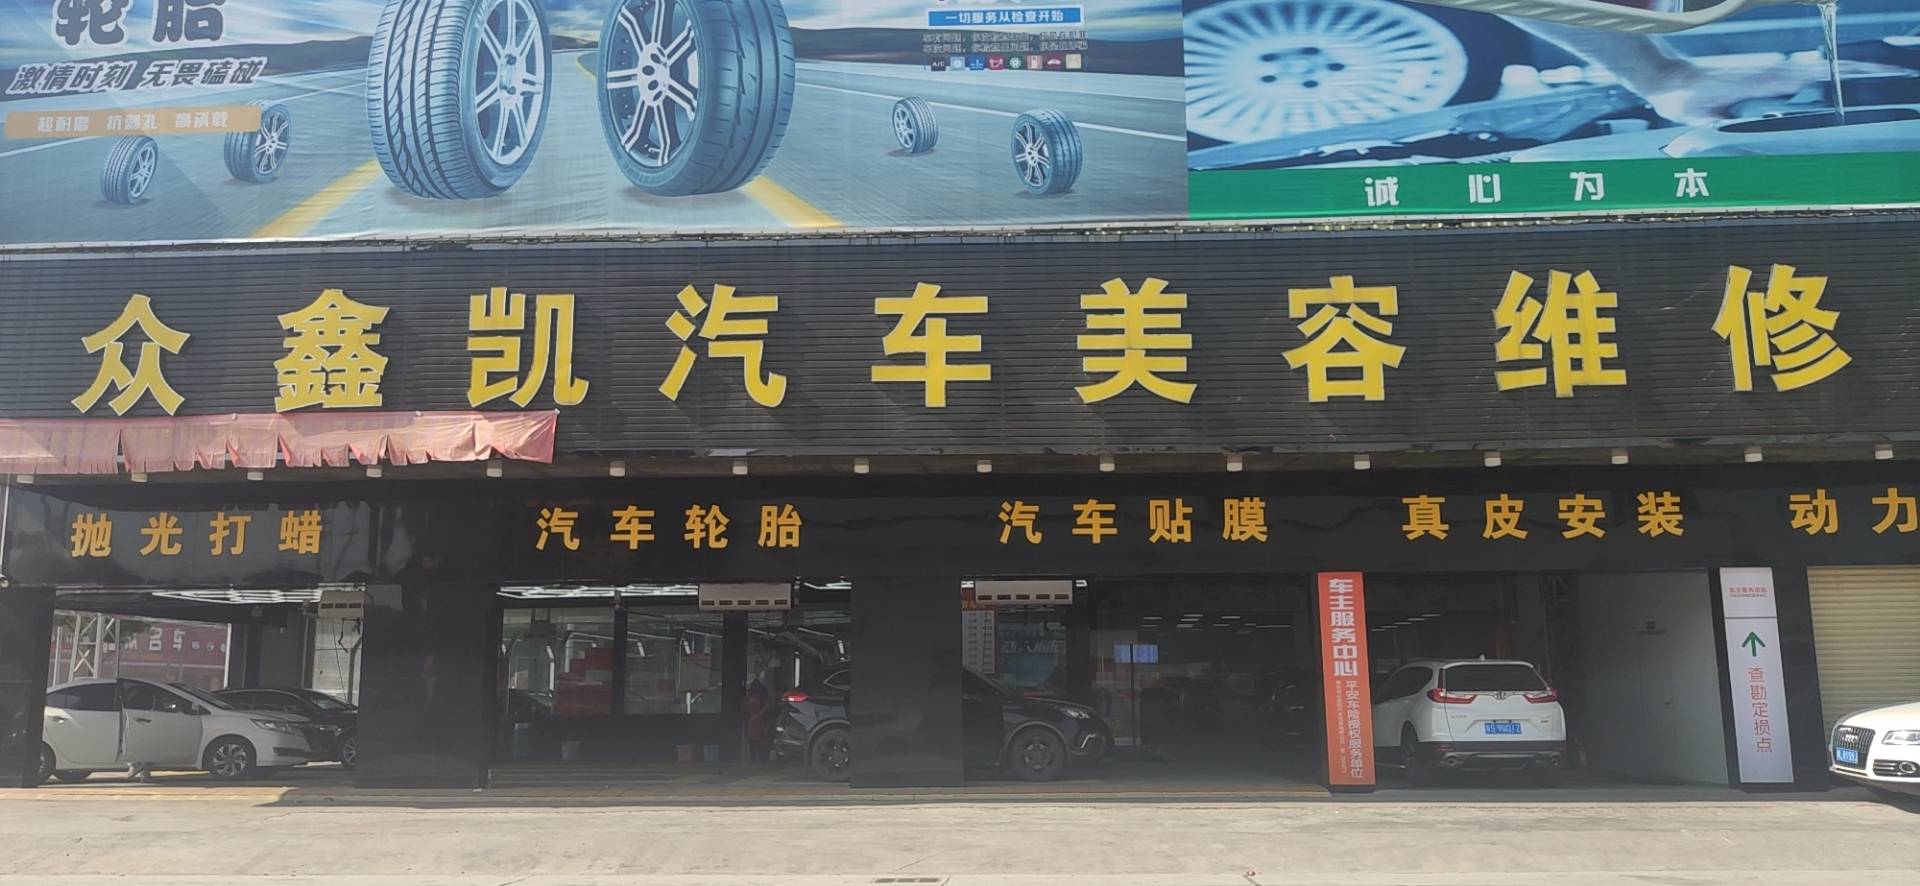 轮胎
激情时刻 无畏磕碰
超耐磨 抗刺扎 高承载
一切服务从检查开始
A/C
诚心为本
众鑫凯汽车美容维修
抛光打蜡
汽车轮胎
汽车贴膜
真皮安装
动力
车主服务中心
平安车险授权服务单位
查勘定损点